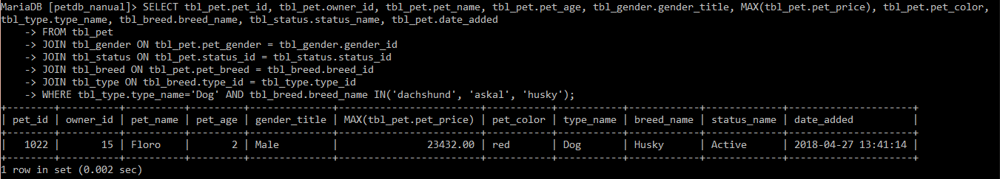 MariaDB [petdb_nanual]> SELECT tbl_pet.pet_id, tbl_pet.owner_id, tbl_pet.pet_name, tbl_pet.pet_age, tbl_gender.gender_title, MAX(tbl_pet.pet_price), tbl_pet.pet_color,
tbl_type.type_name, tbl_breed.breed_name, tbl_status.status_name, tbl_pet.date_added
    -> FROM tbl_pet
    -> JOIN tbl_gender ON tbl_pet.pet_gender = tbl_gender.gender_id
    -> JOIN tbl_status ON tbl_pet.status_id = tbl_status.status_id
    -> JOIN tbl_breed ON tbl_pet.pet_breed = tbl_breed.breed_id
    -> JOIN tbl_type ON tbl_breed.type_id = tbl_type.type_id
    -> WHERE tbl_type.type_name='Dog' AND tbl_breed.breed_name IN('dachshund', 'askal', 'husky');
+--------+----------+----------+---------+--------------+------------------------+-----------+-----------+------------+-------------+---------------------+
| pet_id | owner_id | pet_name | pet_age | gender_title | MAX(tbl_pet.pet_price) | pet_color | type_name | breed_name | status_name | date_added          |
+--------+----------+----------+---------+--------------+------------------------+-----------+-----------+------------+-------------+---------------------+
|   1022 |       15 | Floro    |       2 | Male         |               23432.00 | red       | Dog       | Husky      | Active      | 2018-04-27 13:41:14 |
+--------+----------+----------+---------+--------------+------------------------+-----------+-----------+------------+-------------+---------------------+
1 row in set (0.002 sec)